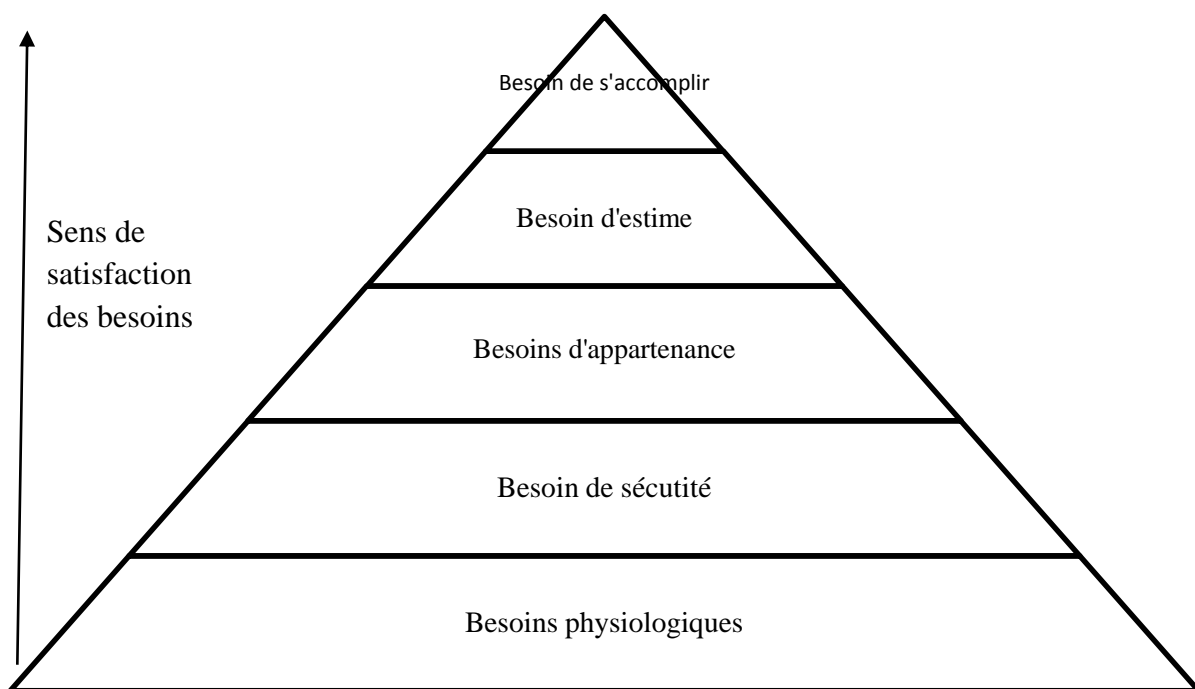 Besoin de s'accomplir
Besoin d'estime
Sens de
satisfaction
des besoins
Besoins d'appartenance
Besoin de sécutité
Besoins physiologiques